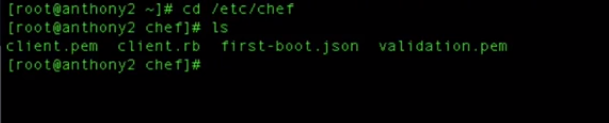 [root@anthony2 ~]# cd /etc/chef
[root@anthony2 chef]# ls
client.pem  client.rb  first-boot.json  validation.pem
[root@anthony2 chef]#